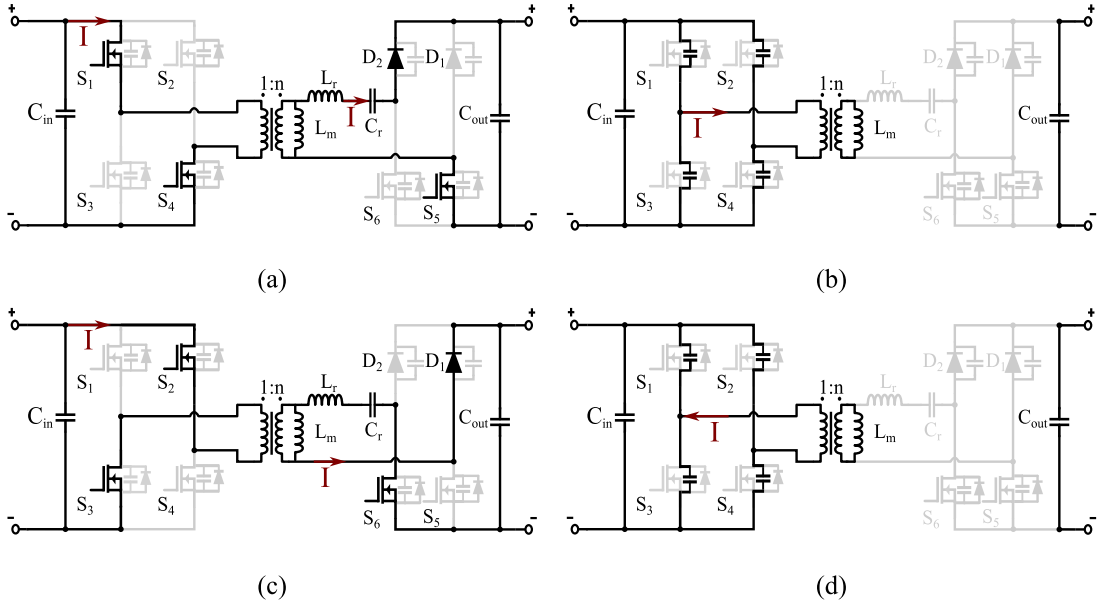 + + + +
I
D2 D1 D2 D1
S1 S2 S1 S2
1:n Lr 1:n Lr
Cin I Cr Lm Cout Cin I Lm Cr Cout
S3 S4 S5 S3 S4
S6 S6 S5
- - - -
(a) (b)
+ + + +
I
D2 D1 D2 D1
S1 S2 S1 S2
1:n Lr 1:n Lr
Cin Lm Cr Cout Cin I Lm Cr Cout
I
S3 S4 S6 S5 S3 S4 S6 S5
- - - -
(c) (d)